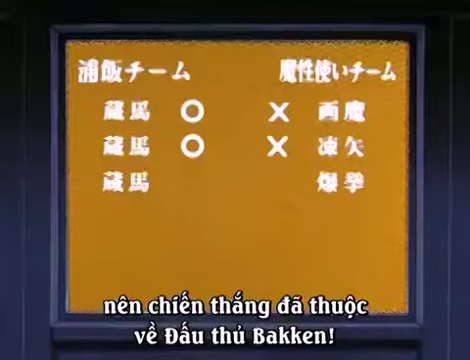 浦飯チーム 魔性使いチーム
蔵馬 ○ × 画魔
蔵馬 ○ × 凍矢
蔵馬 爆拳
nên chiến thắng đã thuộc
về Đấu thủ Bakken!